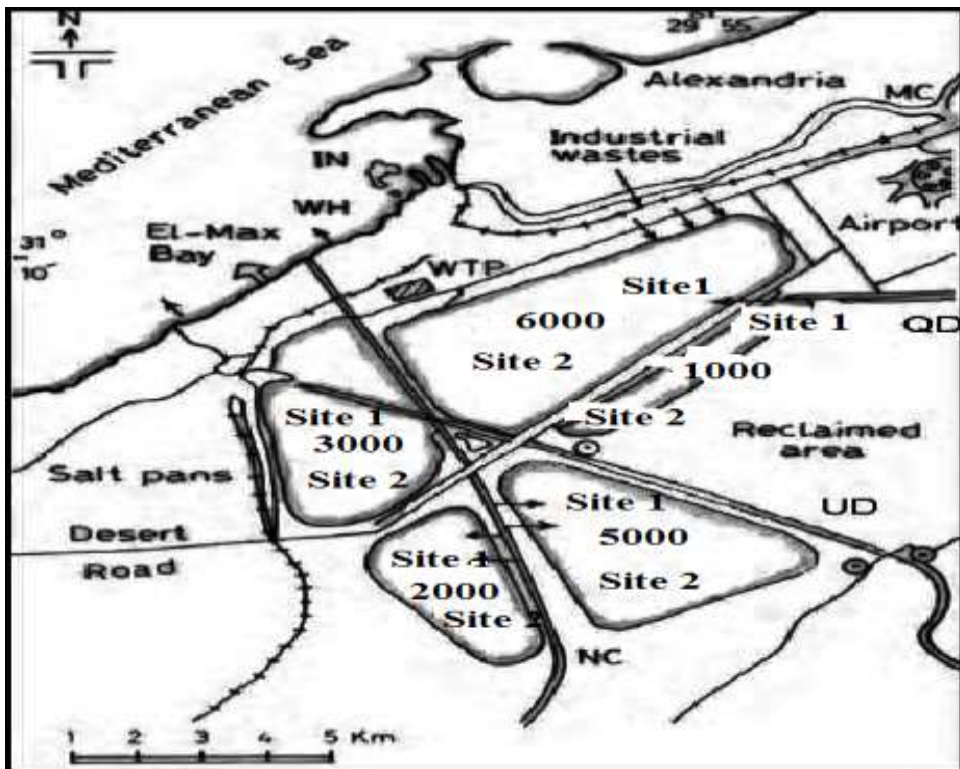 N
Mediterranean Sea
29° 55'
Alexandria
MC
Industrial
wastes
IN
WH
El-Max
Bay
31°
10'
Airport
WTP
Site1
6000
Site 2
Site 1
QD
1000
Site 2
Site 1
3000
Site 2
Reclaimed
area
Salt pans
Site 1
5000
Site 2
UD
Desert
Road
Site 1
2000
Site 2
NC
1 2 3 4 5 Km